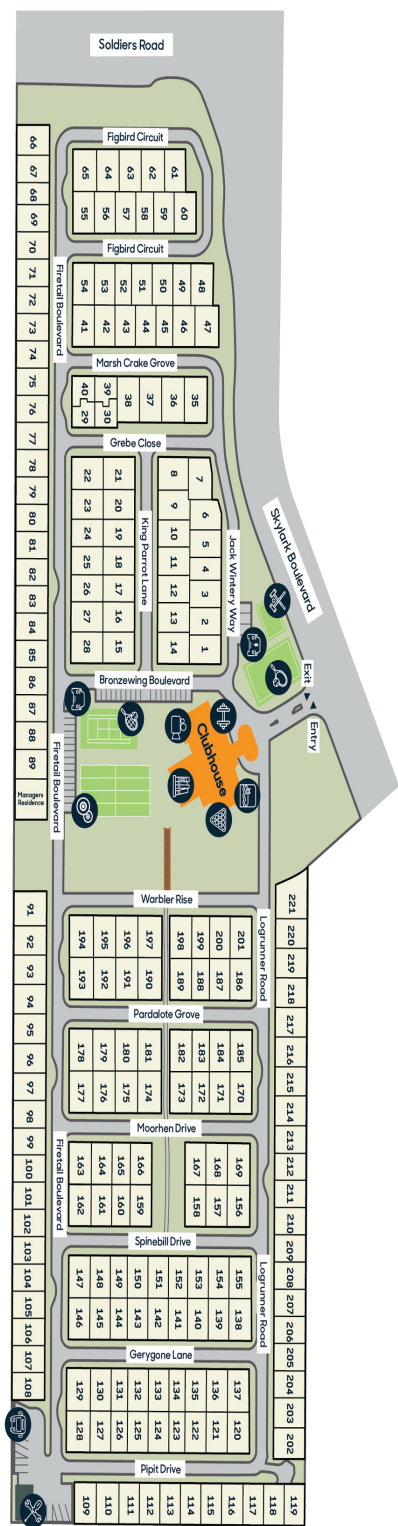 Soldiers Road
Figbird Circuit
66
67
68
69
70
71
72
73
74
75
76
77
78
79
80
81
82
83
84
85
86
87
88
89
Managers
Residence
65 64 63 62 61
55 56 57 58 59 60
Figbird Circuit
Firetail Boulevard
54 53 52 51 50 49 48
41 42 43 44 45 46 47
Marsh Crake Grove
40 39 38 37 36 35
29 30
Grebe Close
22 21
23 20
24 19
25 18
26 17
27 16
28 15
King Parrot Lane
8 7
9 6
10 5
11 4
12 3
13 2
14 1
Jack Wintery Way
Skylark Boulevard
Exit
Entry
Bronzewing Boulevard
Clubhouse
Firetail Boulevard
Warbler Rise
91
92
93
94
95
96
97
98
99
100
101
102
103
104
105
106
107
108
194 195 196 197 198 199 200 201
193 192 191 190 189 188 187 186
Logrunner Road
221
220
219
218
217
216
215
214
213
212
211
210
209
208
207
206
205
204
203
202
Pardalote Grove
178 179 180 181 182 183 184 185
177 176 175 174 173 172 171 170
Moorhen Drive
Firetail Boulevard
163 164 165 166 167 168 169
162 161 160 159 158 157 156
Spinebill Drive
Logrunner Road
147 148 149 150 151 152 153 154 155
146 145 144 143 142 141 140 139 138
Gerygone Lane
129 130 131 132 133 134 135 136 137
128 127 126 125 124 123 122 121 120
Pipit Drive
109 110 111 112 113 114 115 116 117 118 119